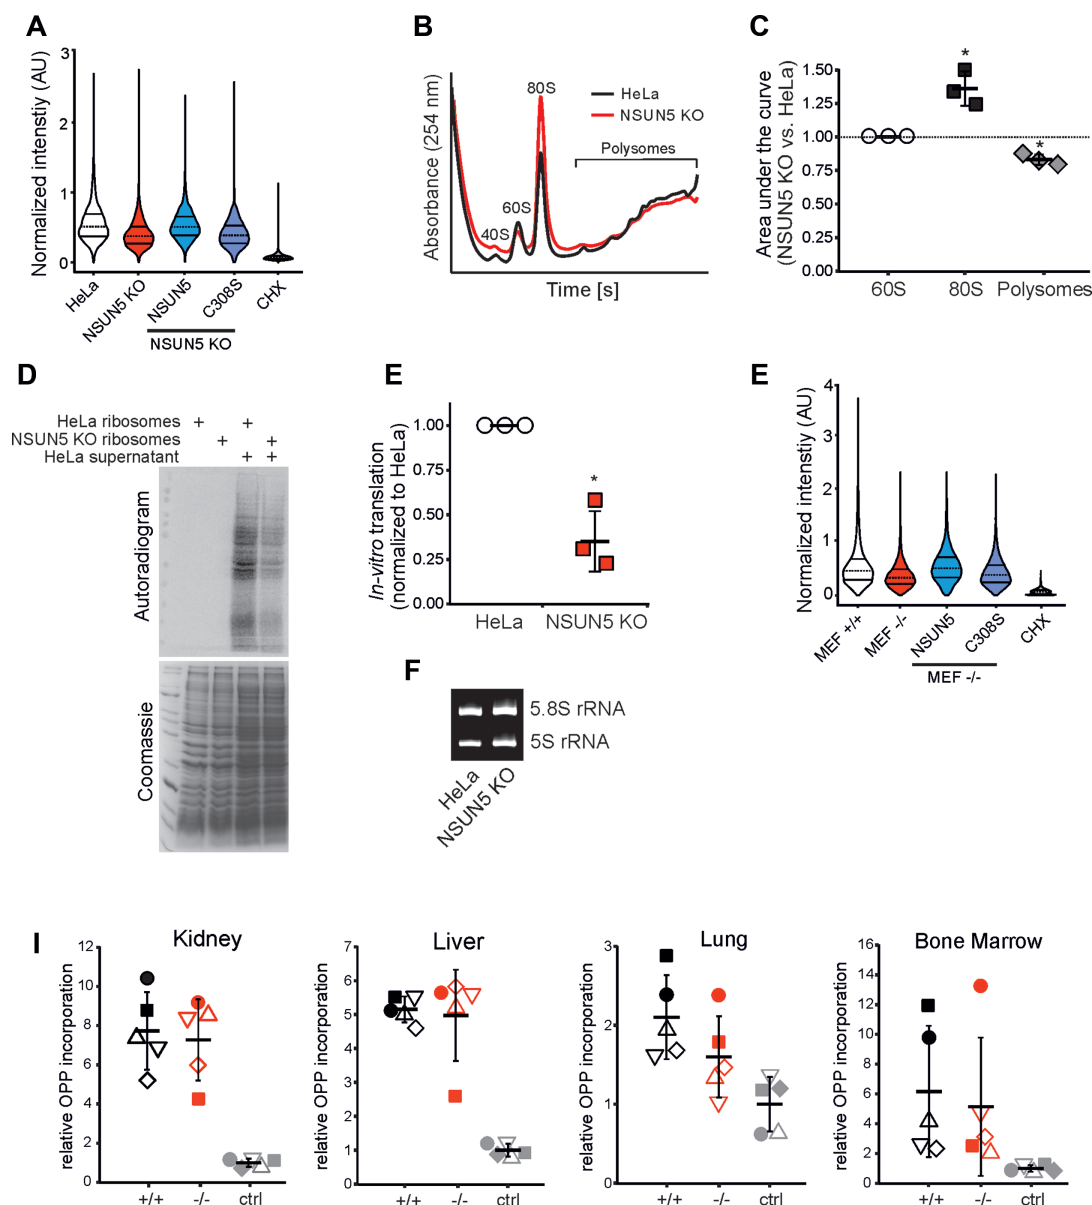 A
Normalized intenstiy (AU)
3
2
1
0
HeLa
NSUN5 KO
NSUN5
C308S
CHX
NSUN5 KO
B
Absorbance (254 nm)
HeLa
NSUN5 KO
80S
60S
40S
Polysomes
Time [s]
C
Area under the curve
(NSUN5 KO vs. HeLa)
1.50
1.25
1.00
0.75
0.50
0.25
0.00
*
*
60S
80S
Polysomes
D
HeLa ribosomes + +
NSUN5 KO ribosomes + +
HeLa supernatant + +
Autoradiogram
Coomassie
E
In-vitro translation
(normalized to HeLa)
1.00
0.75
0.50
0.25
0.00
*
HeLa
NSUN5 KO
E
Normalized intenstiy (AU)
4
3
2
1
0
MEF +/+
MEF -/-
NSUN5
C308S
CHX
MEF -/-
F
5.8S rRNA
5S rRNA
HeLa
NSUN5 KO
I
Kidney
relative OPP incorporation
12
10
8
6
4
2
0
+/+ -/- ctrl
Liver
relative OPP incorporation
7
6
5
4
3
2
1
0
+/+ -/- ctrl
Lung
relative OPP incorporation
3
2
1
0
+/+ -/- ctrl
Bone Marrow
relative OPP incorporation
16
14
12
10
8
6
4
2
0
+/+ -/- ctrl